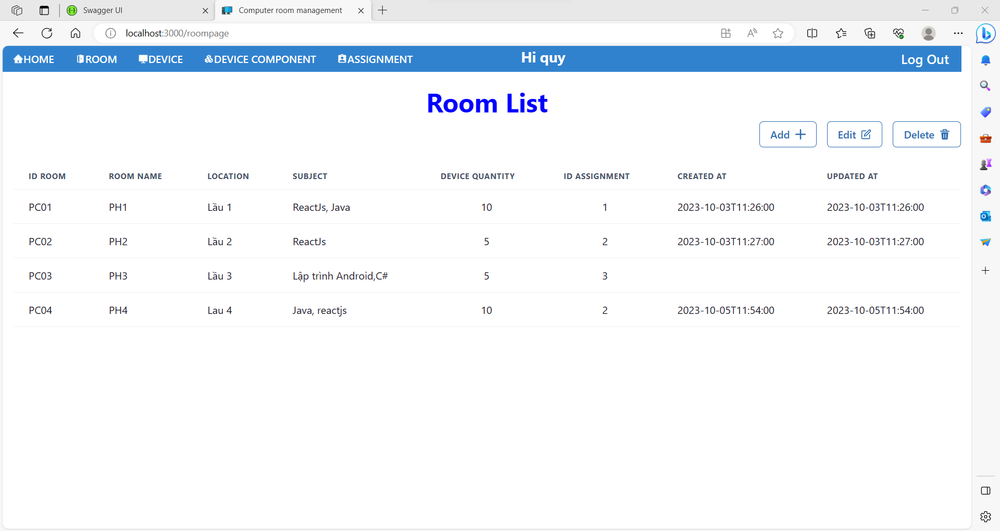 Swagger UI
Computer room management
localhost:3000/roompage
HOME ROOM DEVICE DEVICE COMPONENT ASSIGNMENT Hi quy Log Out
Room List
Add Edit Delete
ID ROOM ROOM NAME LOCATION SUBJECT DEVICE QUANTITY ID ASSIGNMENT CREATED AT UPDATED AT
PC01 PH1 Lầu 1 ReactJs, Java 10 1 2023-10-03T11:26:00 2023-10-03T11:26:00
PC02 PH2 Lầu 2 ReactJs 5 2 2023-10-03T11:27:00 2023-10-03T11:27:00
PC03 PH3 Lầu 3 Lập trình Android,C# 5 3
PC04 PH4 Lau 4 Java, reactjs 10 2 2023-10-05T11:54:00 2023-10-05T11:54:00